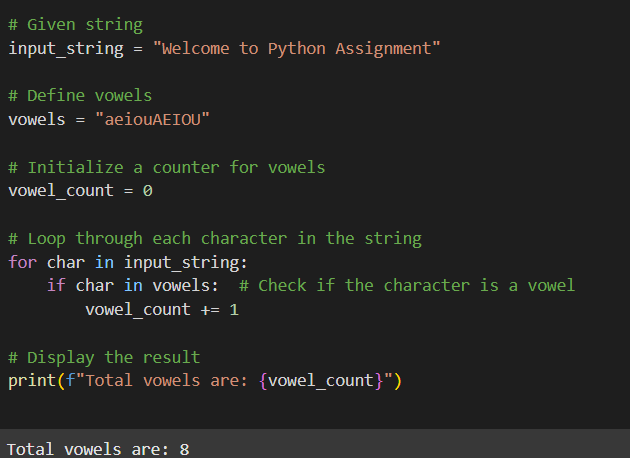 # Given string
input_string = "Welcome to Python Assignment"
# Define vowels
vowels = "aeiouAEIOU"
# Initialize a counter for vowels
vowel_count = 0
# Loop through each character in the string
for char in input_string:
    if char in vowels:  # Check if the character is a vowel
        vowel_count += 1
# Display the result
print(f"Total vowels are: {vowel_count}")
Total vowels are: 8